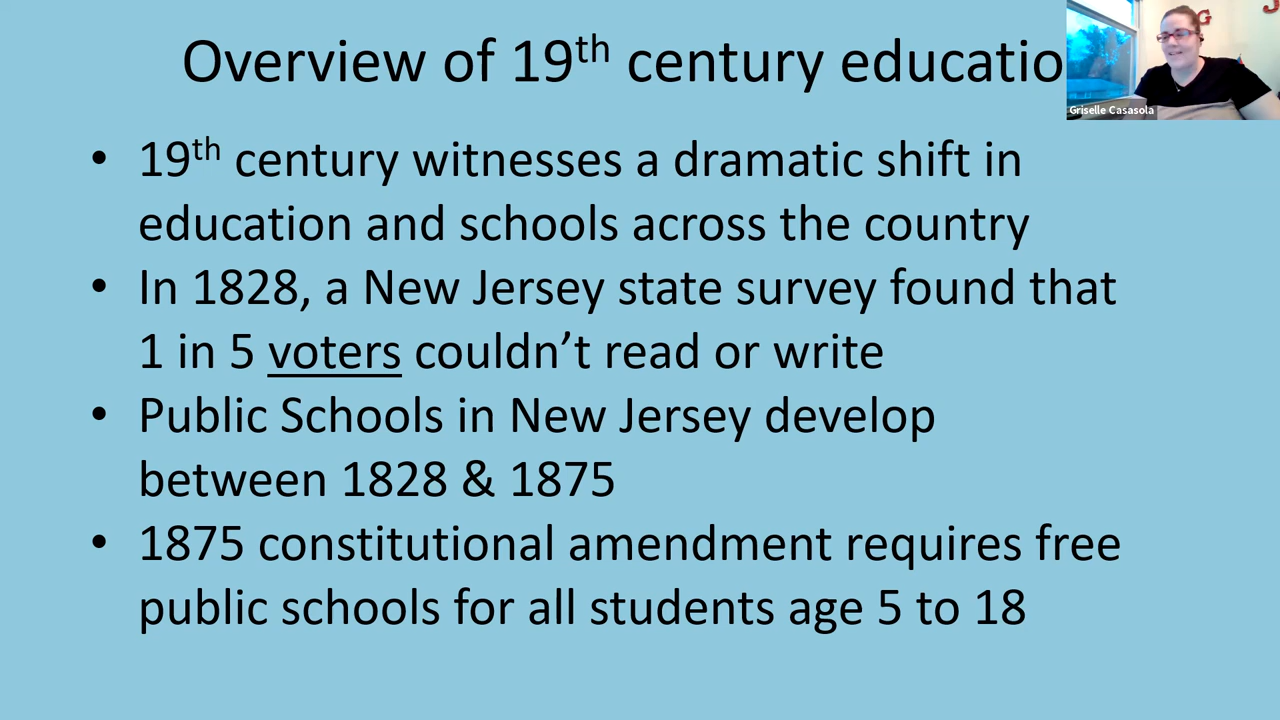 Overview of 19th century educatio
Griselle Casasola
G
J
• 19th century witnesses a dramatic shift in
education and schools across the country
• In 1828, a New Jersey state survey found that
1 in 5 voters couldn’t read or write
• Public Schools in New Jersey develop
between 1828 & 1875
• 1875 constitutional amendment requires free
public schools for all students age 5 to 18